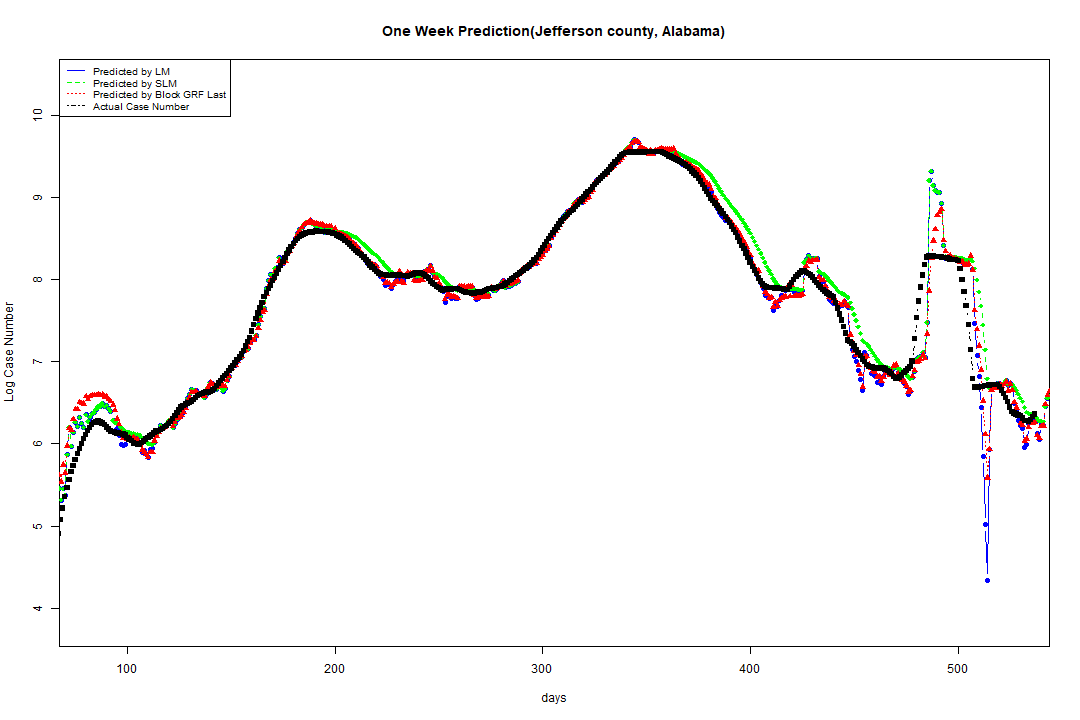 One Week Prediction(Jefferson county, Alabama)
Predicted by LM
Predicted by SLM
Predicted by Block GRF Last
Actual Case Number
Log Case Number
10
9
8
7
6
5
4
100 200 300 400 500
days